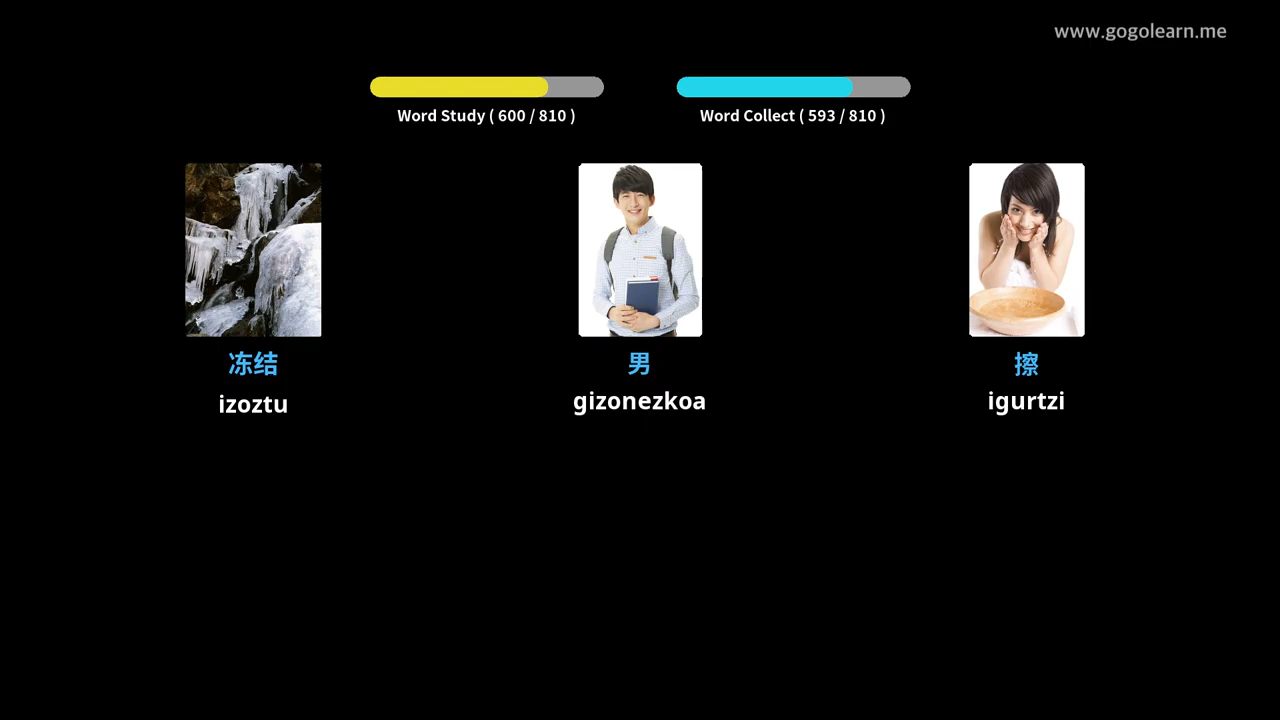 www.gogolearn.me
Word Study ( 600 / 810 )
Word Collect ( 593 / 810 )
冻结
男
擦
izoztu
gizonezkoa
igurtzi